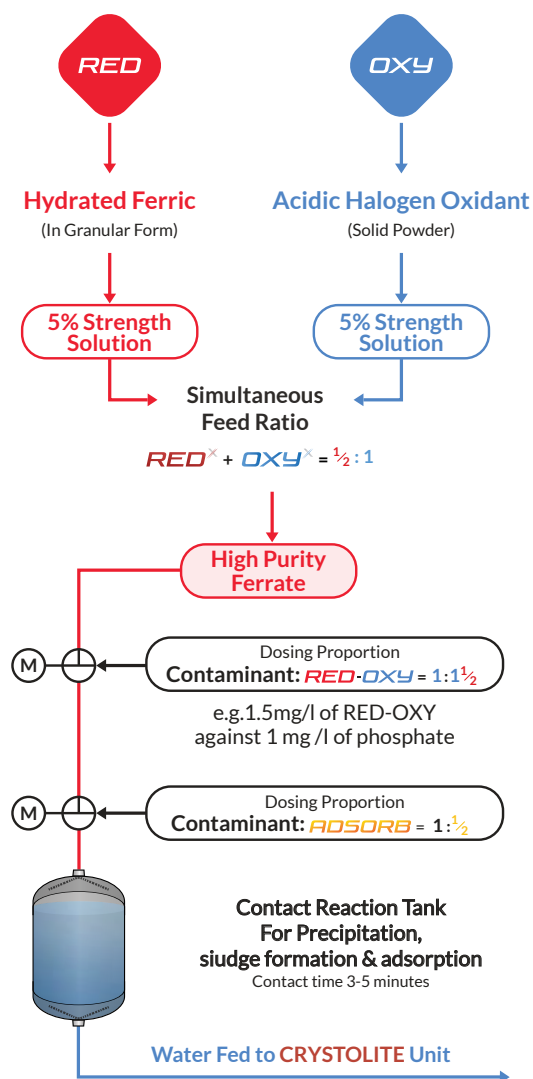 RED
OXY
Hydrated Ferric
(In Granular Form)
Acidic Halogen Oxidant
(Solid Powder)
5% Strength
Solution
5% Strength
Solution
Simultaneous
Feed Ratio
RED× + OXY× = ½ : 1
High Purity
Ferrate
M
Dosing Proportion
Contaminant: RED-OXY = 1:1½
e.g.1.5mg/l of RED-OXY
against 1 mg /l of phosphate
M
Dosing Proportion
Contaminant: ADSORB = 1:½
Contact Reaction Tank
For Precipitation,
siudge formation & adsorption
Contact time 3-5 minutes
Water Fed to CRYSTOLITE Unit